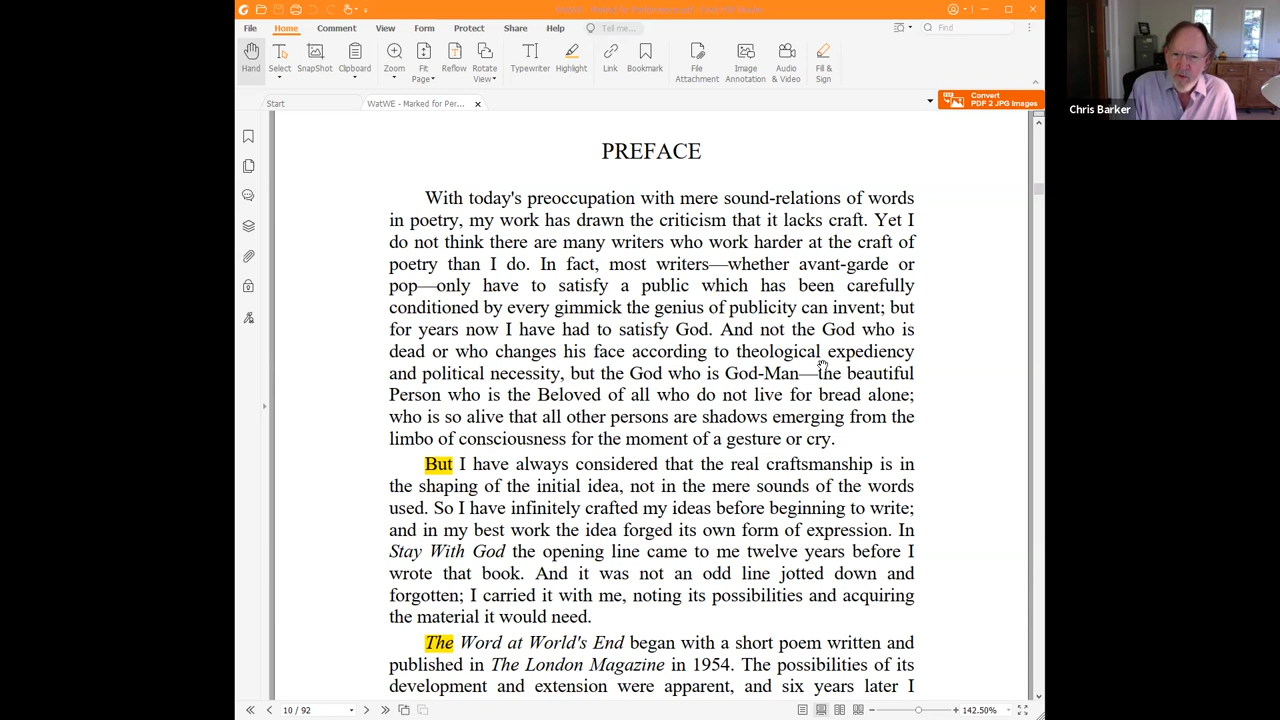 File Home Comment View Form Protect Share Help Tell me... Find
Hand Select SnapShot Clipboard Zoom Fit Page Reflow Rotate View Typewriter Highlight Link Bookmark File Attachment Image Annotation Audio & Video Fill & Sign
Start WatWE - Marked for Per... Convert PDF 2 JPG Images
Chris Barker
PREFACE
With today's preoccupation with mere sound-relations of words
in poetry, my work has drawn the criticism that it lacks craft. Yet I
do not think there are many writers who work harder at the craft of
poetry than I do. In fact, most writers—whether avant-garde or
pop—only have to satisfy a public which has been carefully
conditioned by every gimmick the genius of publicity can invent; but
for years now I have had to satisfy God. And not the God who is
dead or who changes his face according to theological expediency
and political necessity, but the God who is God-Man—the beautiful
Person who is the Beloved of all who do not live for bread alone;
who is so alive that all other persons are shadows emerging from the
limbo of consciousness for the moment of a gesture or cry.
But I have always considered that the real craftsmanship is in
the shaping of the initial idea, not in the mere sounds of the words
used. So I have infinitely crafted my ideas before beginning to write;
and in my best work the idea forged its own form of expression. In
Stay With God the opening line came to me twelve years before I
wrote that book. And it was not an odd line jotted down and
forgotten; I carried it with me, noting its possibilities and acquiring
the material it would need.
The Word at World's End began with a short poem written and
published in The London Magazine in 1954. The possibilities of its
development and extension were apparent, and six years later I
10 / 92 142.50%